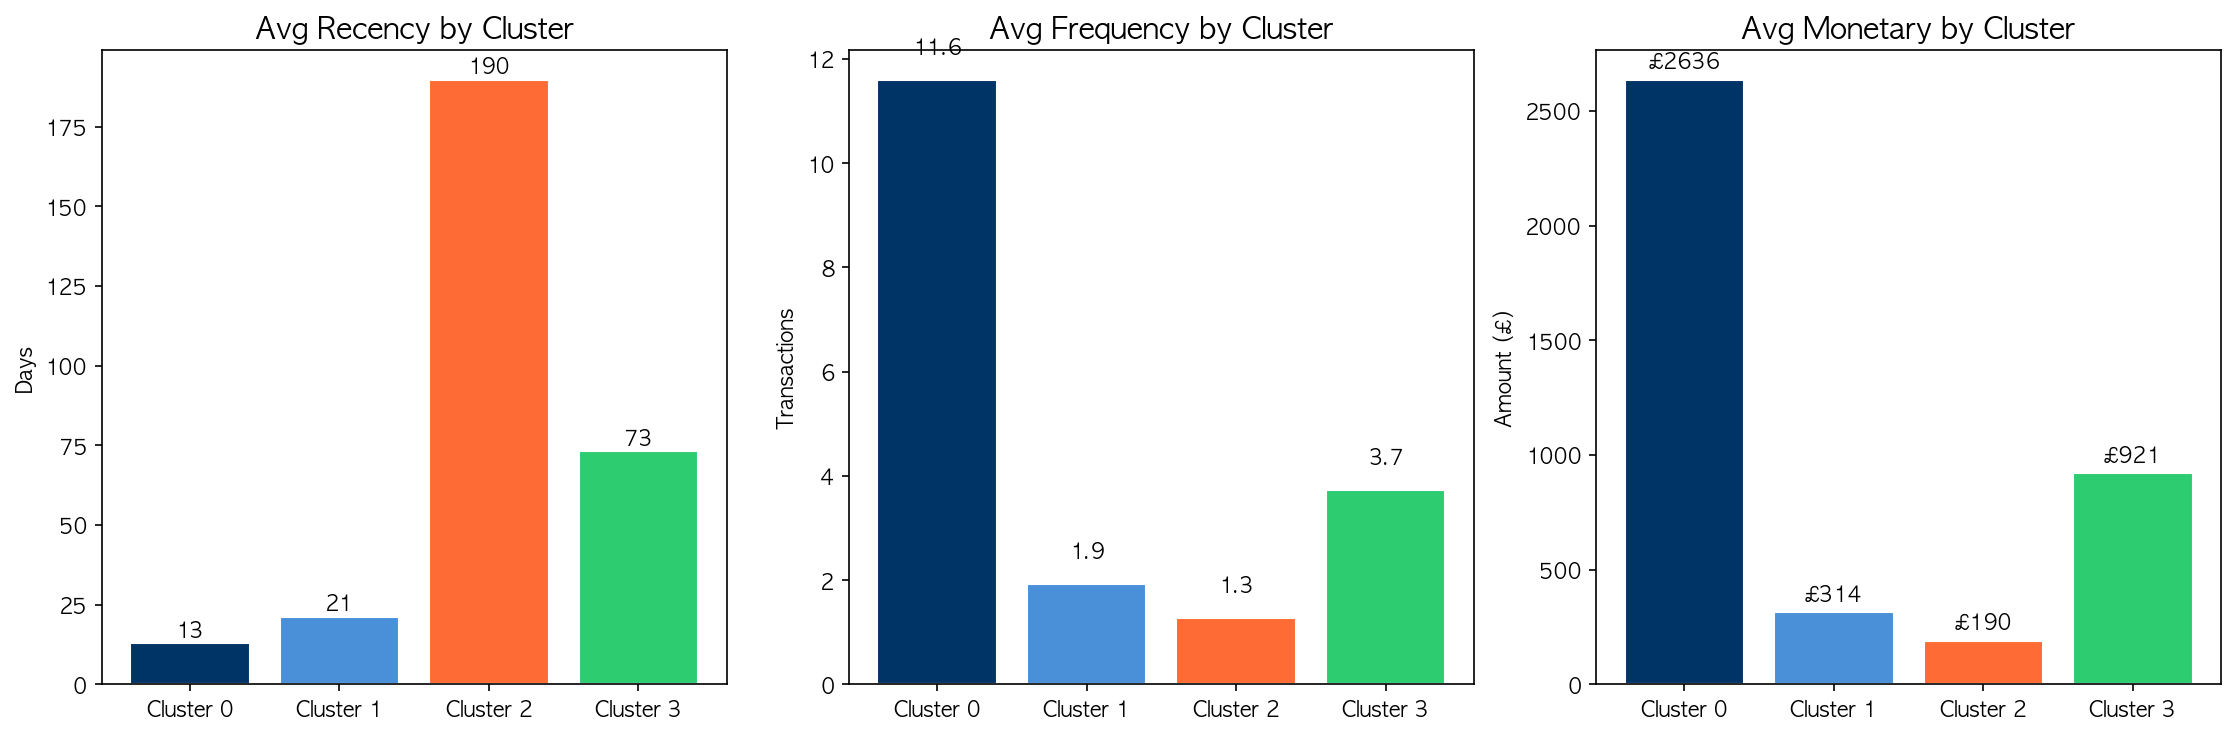 Avg Recency by Cluster
Days
175
150
125
100
75
50
25
0
13
21
190
73
Cluster 0
Cluster 1
Cluster 2
Cluster 3
Avg Frequency by Cluster
Transactions
12
10
8
6
4
2
0
11.6
1.9
1.3
3.7
Cluster 0
Cluster 1
Cluster 2
Cluster 3
Avg Monetary by Cluster
Amount (£)
2500
2000
1500
1000
500
0
£2636
£314
£190
£921
Cluster 0
Cluster 1
Cluster 2
Cluster 3